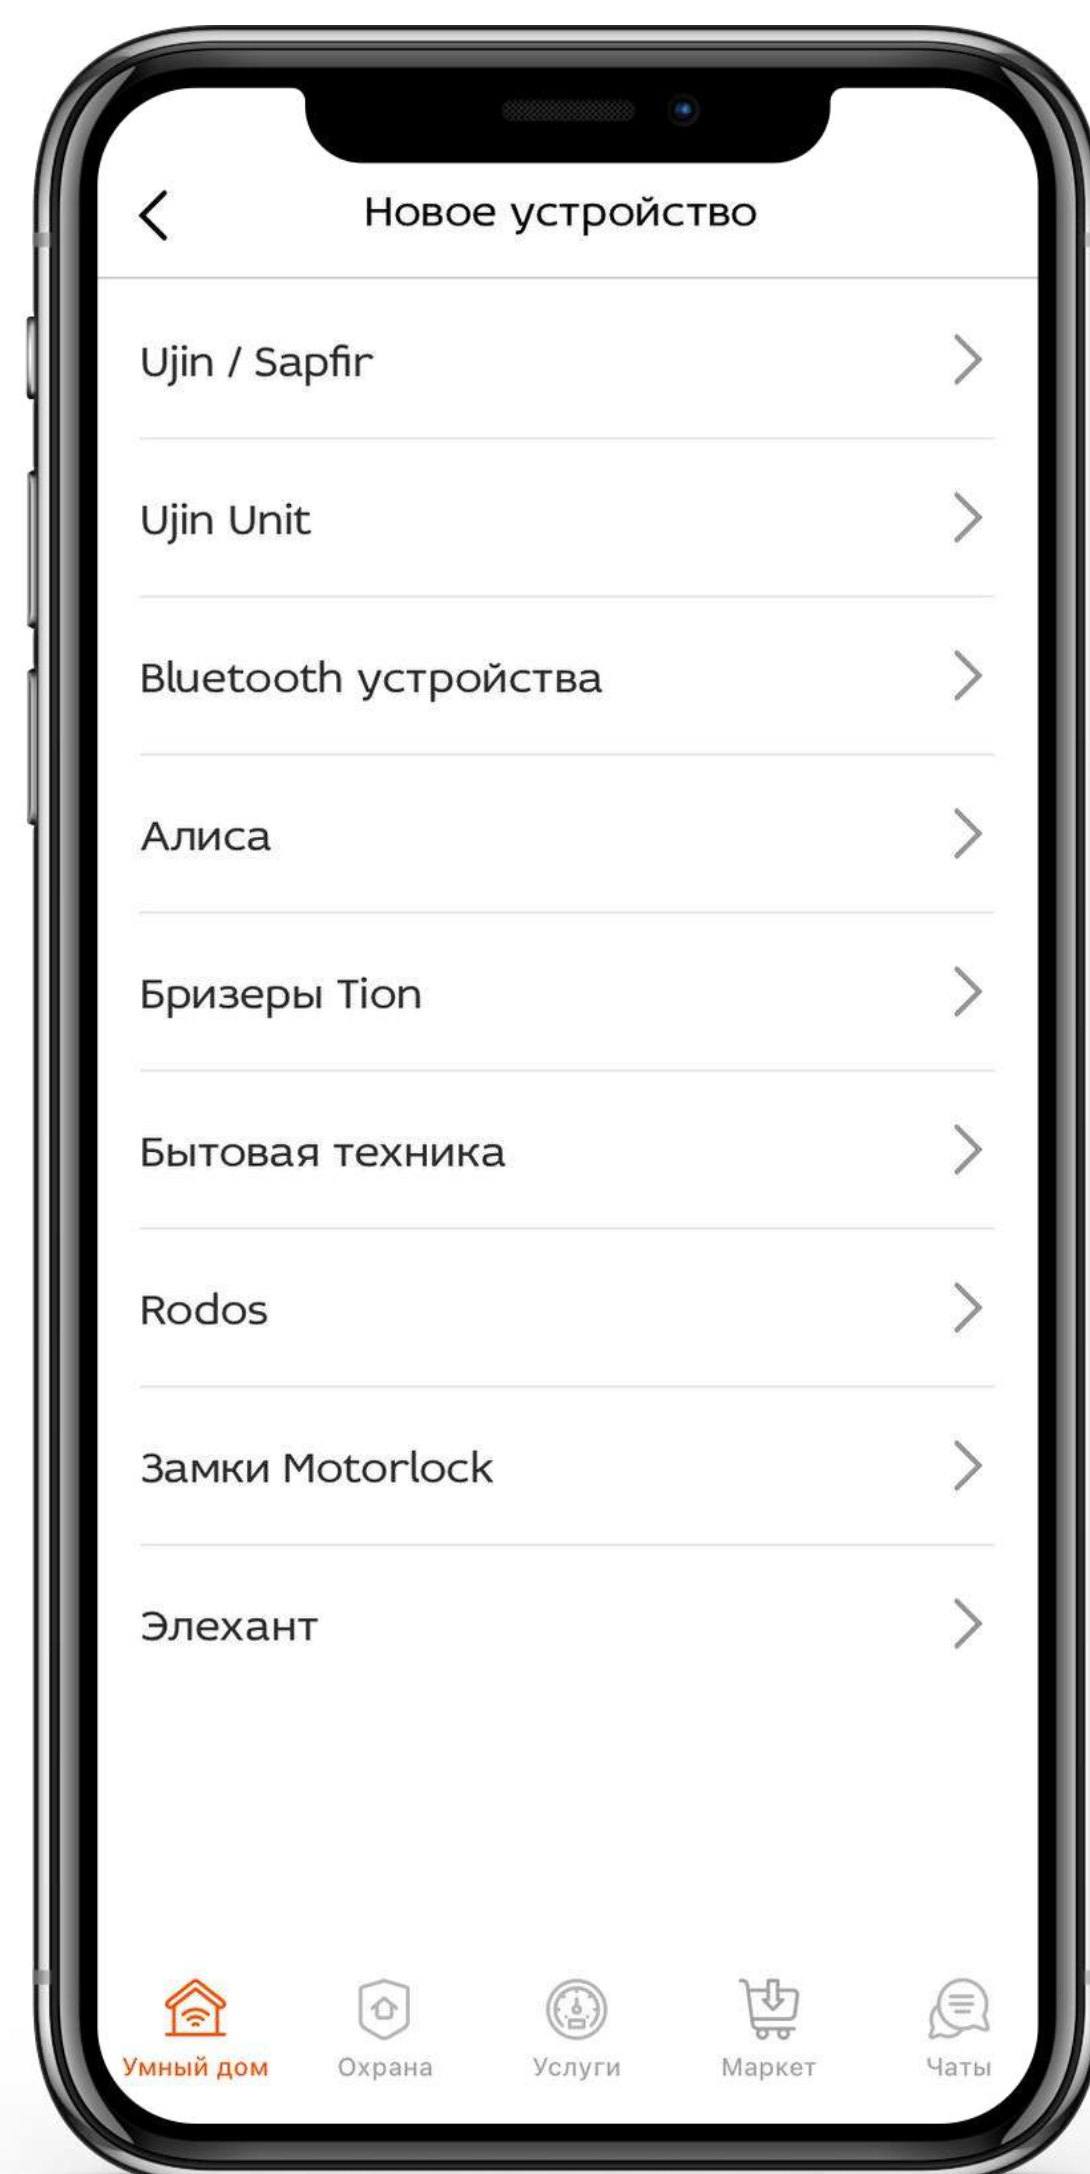 Новое устройство
Ujin / Sapfir
Ujin Unit
Bluetooth устройства
Алиса
Бризеры Tion
Бытовая техника
Rodos
Замки Motorlock
Элехант
Умный дом
Охрана
Услуги
Маркет
Чаты